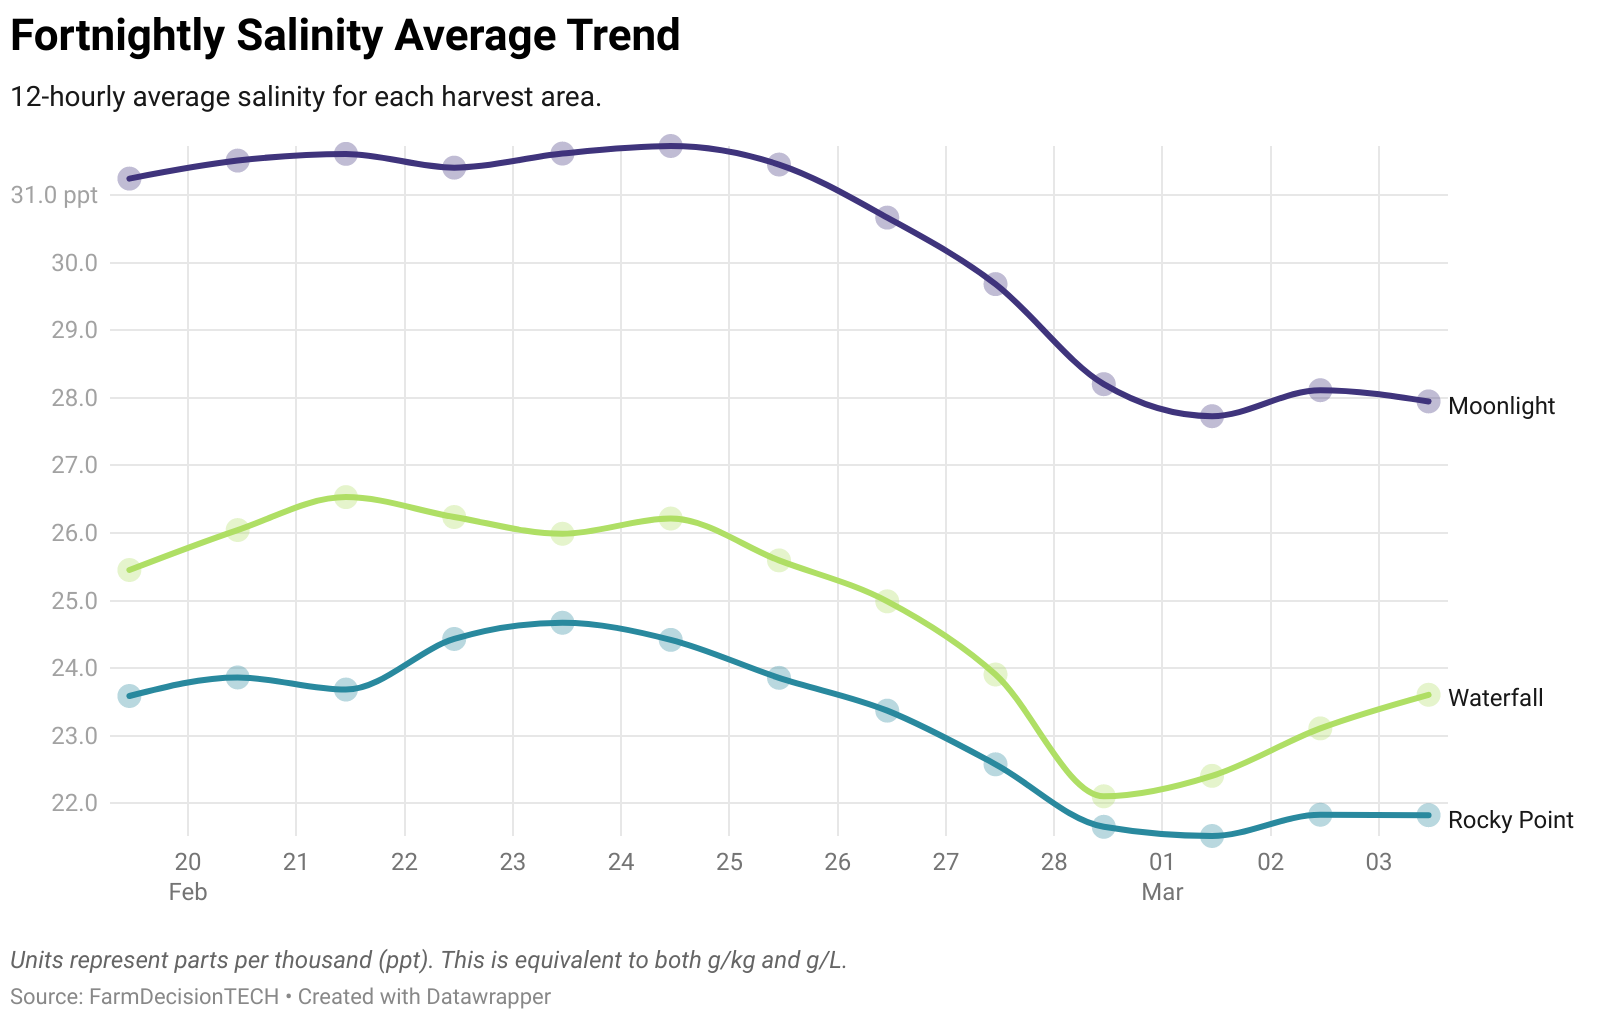 Fortnightly Salinity Average Trend
12-hourly average salinity for each harvest area.
31.0 ppt
30.0
29.0
28.0
Moonlight
27.0
26.0
25.0
24.0
Waterfall
23.0
22.0
Rocky Point
20 21 22 23 24 25 26 27 28 01 02 03
Feb Mar
Units represent parts per thousand (ppt). This is equivalent to both g/kg and g/L.
Source: FarmDecisionTECH • Created with Datawrapper